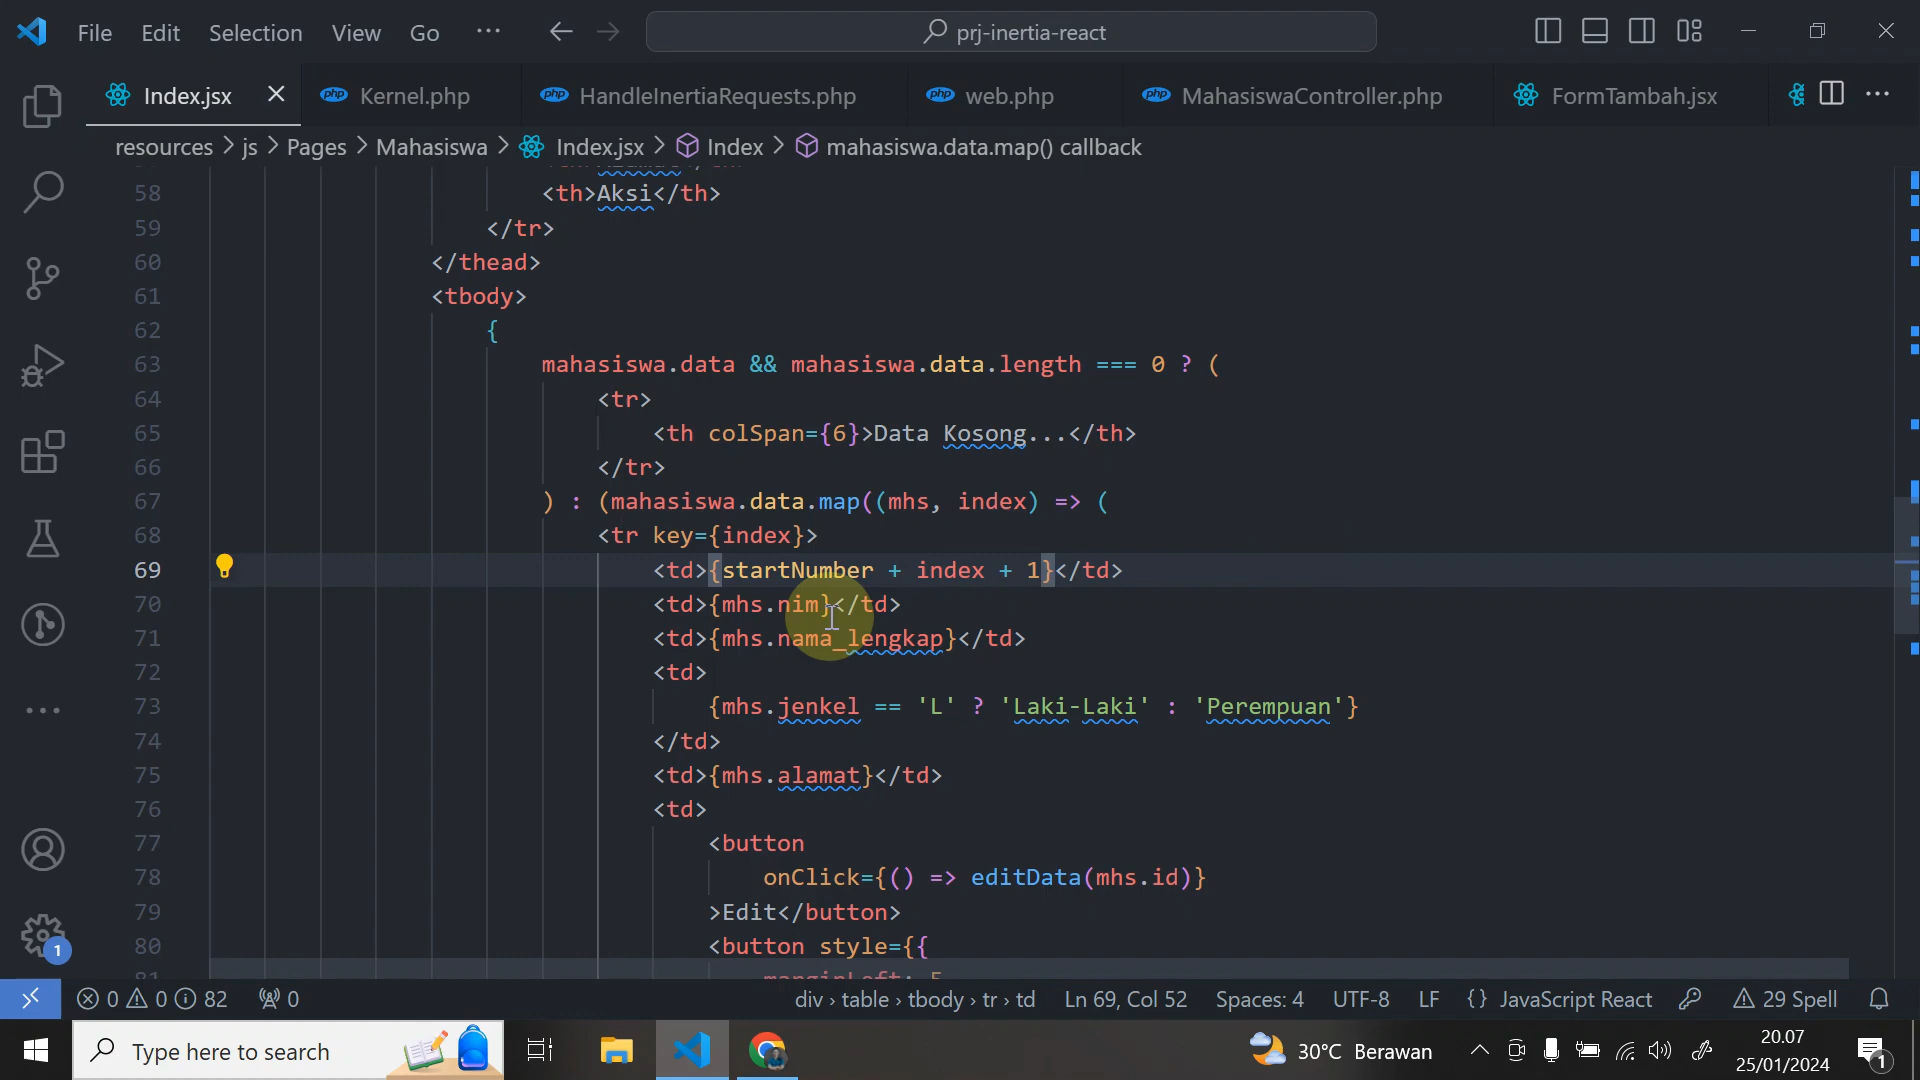 File Edit Selection View Go ··· prj-inertia-react
Index.jsx Kernel.php HandleInertiaRequests.php web.php MahasiswaController.php FormTambah.jsx
resources > js > Pages > Mahasiswa > Index.jsx > Index > mahasiswa.data.map() callback
58 <th>Aksi</th>
59 </tr>
60 </thead>
61 <tbody>
62 {
63 mahasiswa.data && mahasiswa.data.length === 0 ? (
64 <tr>
65 <th colSpan={6}>Data Kosong...</th>
66 </tr>
67 ) : (mahasiswa.data.map((mhs, index) => (
68 <tr key={index}>
69 <td>{startNumber + index + 1}</td>
70 <td>{mhs.nim}</td>
71 <td>{mhs.nama_lengkap}</td>
72 <td>
73 {mhs.jenkel == 'L' ? 'Laki-Laki' : 'Perempuan'}
74 </td>
75 <td>{mhs.alamat}</td>
76 <td>
77 <button
78 onClick={() => editData(mhs.id)}
79 >Edit</button>
80 <button style={{
81 marginLeft: 5
1
0 0 82 0 div › table › tbody › tr › td Ln 69, Col 52 Spaces: 4 UTF-8 LF {} JavaScript React 29 Spell
Type here to search 30°C Berawan 20.07
25/01/2024 1